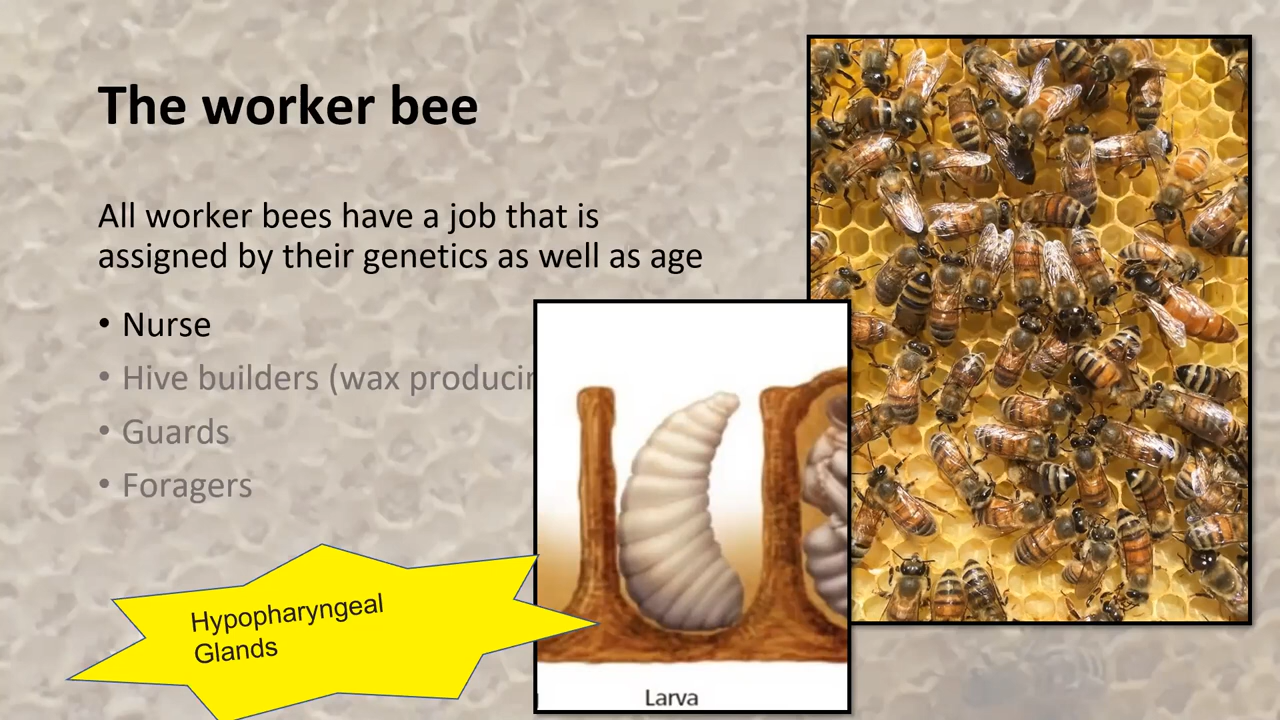 The worker bee
All worker bees have a job that is
assigned by their genetics as well as age
• Nurse
• Hive builders (wax
• Guards
• Foragers
Hypopharyngeal
Glands
Larva